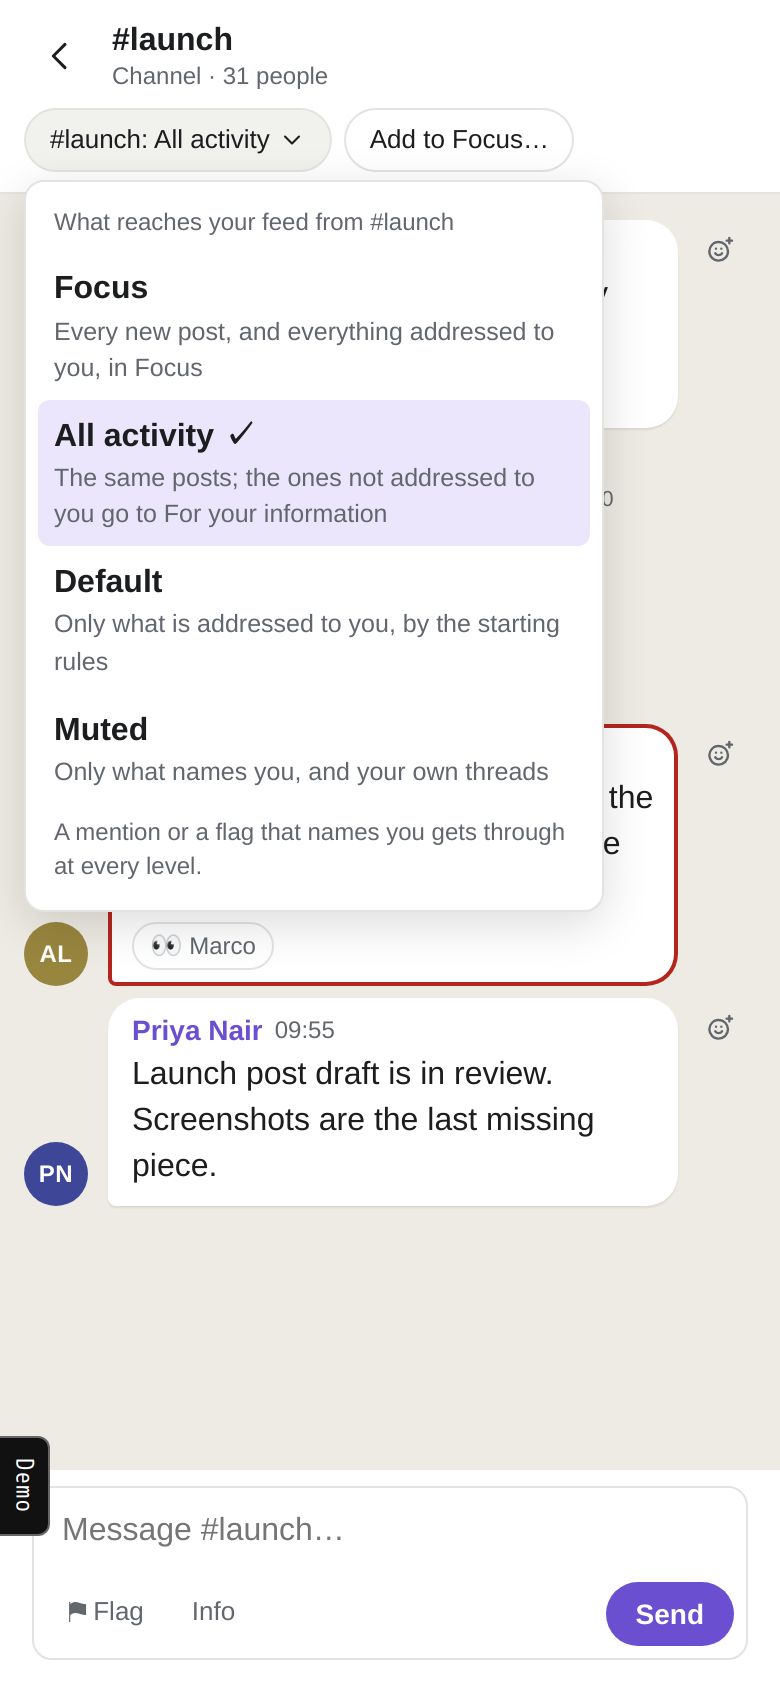 #launch
Channel · 31 people
#launch: All activity
Add to Focus…
What reaches your feed from #launch
Focus
Every new post, and everything addressed to
you, in Focus
All activity ✓
The same posts; the ones not addressed to
you go to For your information
Default
Only what is addressed to you, by the starting
rules
Muted
Only what names you, and your own threads
A mention or a flag that names you gets through
at every level.
the
AL
👀 Marco
Priya Nair 09:55
Launch post draft is in review.
Screenshots are the last missing
piece.
PN
Demo
Message #launch…
Flag
Info
Send